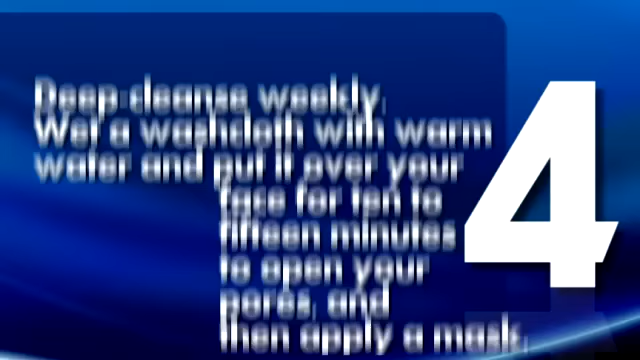 Deep-cleanse weekly.
Wet a washcloth with warm
water and put it over your
face for ten to
fifteen minutes
to open your
pores, and
then apply a mask.
4